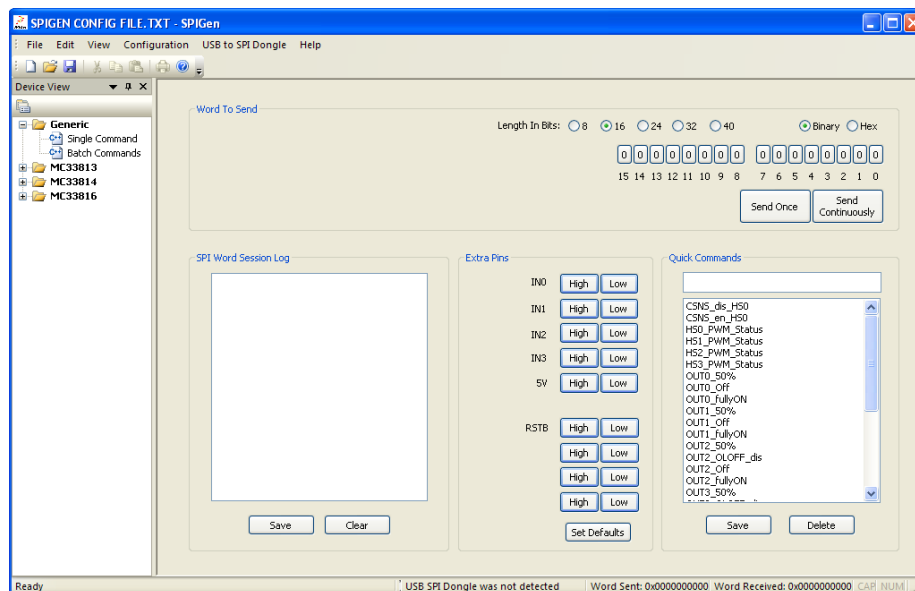 SPIGEN CONFIG FILE.TXT - SPIGen
File Edit View Configuration USB to SPI Dongle Help
Device View
Generic
Single Command
Batch Commands
MC33813
MC33814
MC33816
Word To Send
Length In Bits: 8 16 24 32 40 Binary Hex
0 0 0 0 0 0 0 0 0 0 0 0 0 0 0 0
15 14 13 12 11 10 9 8 7 6 5 4 3 2 1 0
Send Once
Send
Continuously
SPI Word Session Log
Save Clear
Extra Pins
IN0 High Low
IN1 High Low
IN2 High Low
IN3 High Low
5V High Low
RSTB High Low
High Low
High Low
High Low
Set Defaults
Quick Commands
CSNS_dis_HS0
CSNS_en_HS0
HS0_PWM_Status
HS1_PWM_Status
HS2_PWM_Status
HS3_PWM_Status
OUT0_50%
OUT0_Off
OUT0_fullyON
OUT1_50%
OUT1_Off
OUT1_fullyON
OUT2_50%
OUT2_OLOFF_dis
OUT2_Off
OUT2_fullyON
OUT3_50%
Save Delete
Ready USB SPI Dongle was not detected Word Sent: 0x0000000000 Word Received: 0x0000000000 CAP NUM